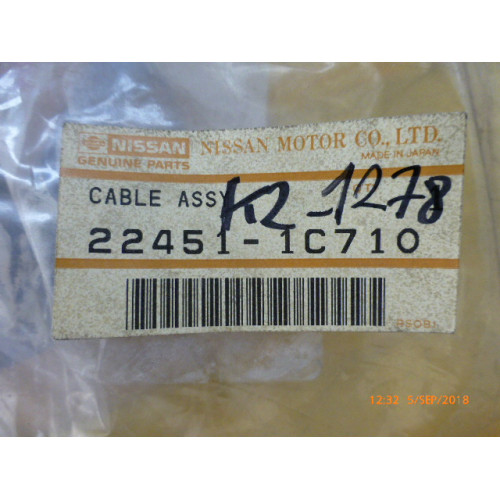 NISSAN
GENUINE PARTS
NISSAN MOTOR CO., LTD.
MADE IN JAPAN
CABLE ASSY
K2-1278
22451-1C710
12:32 5/SEP/2018